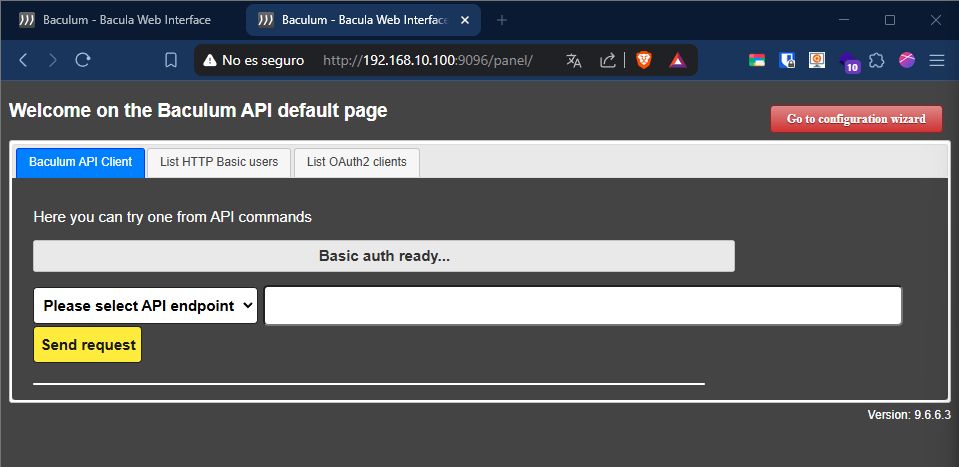 Baculum - Bacula Web Interface
Baculum - Bacula Web Interface
No es seguro http://192.168.10.100:9096/panel/
10
Welcome on the Baculum API default page
Go to configuration wizard
Baculum API Client
List HTTP Basic users
List OAuth2 clients
Here you can try one from API commands
Basic auth ready...
Please select API endpoint
Send request
Version: 9.6.6.3